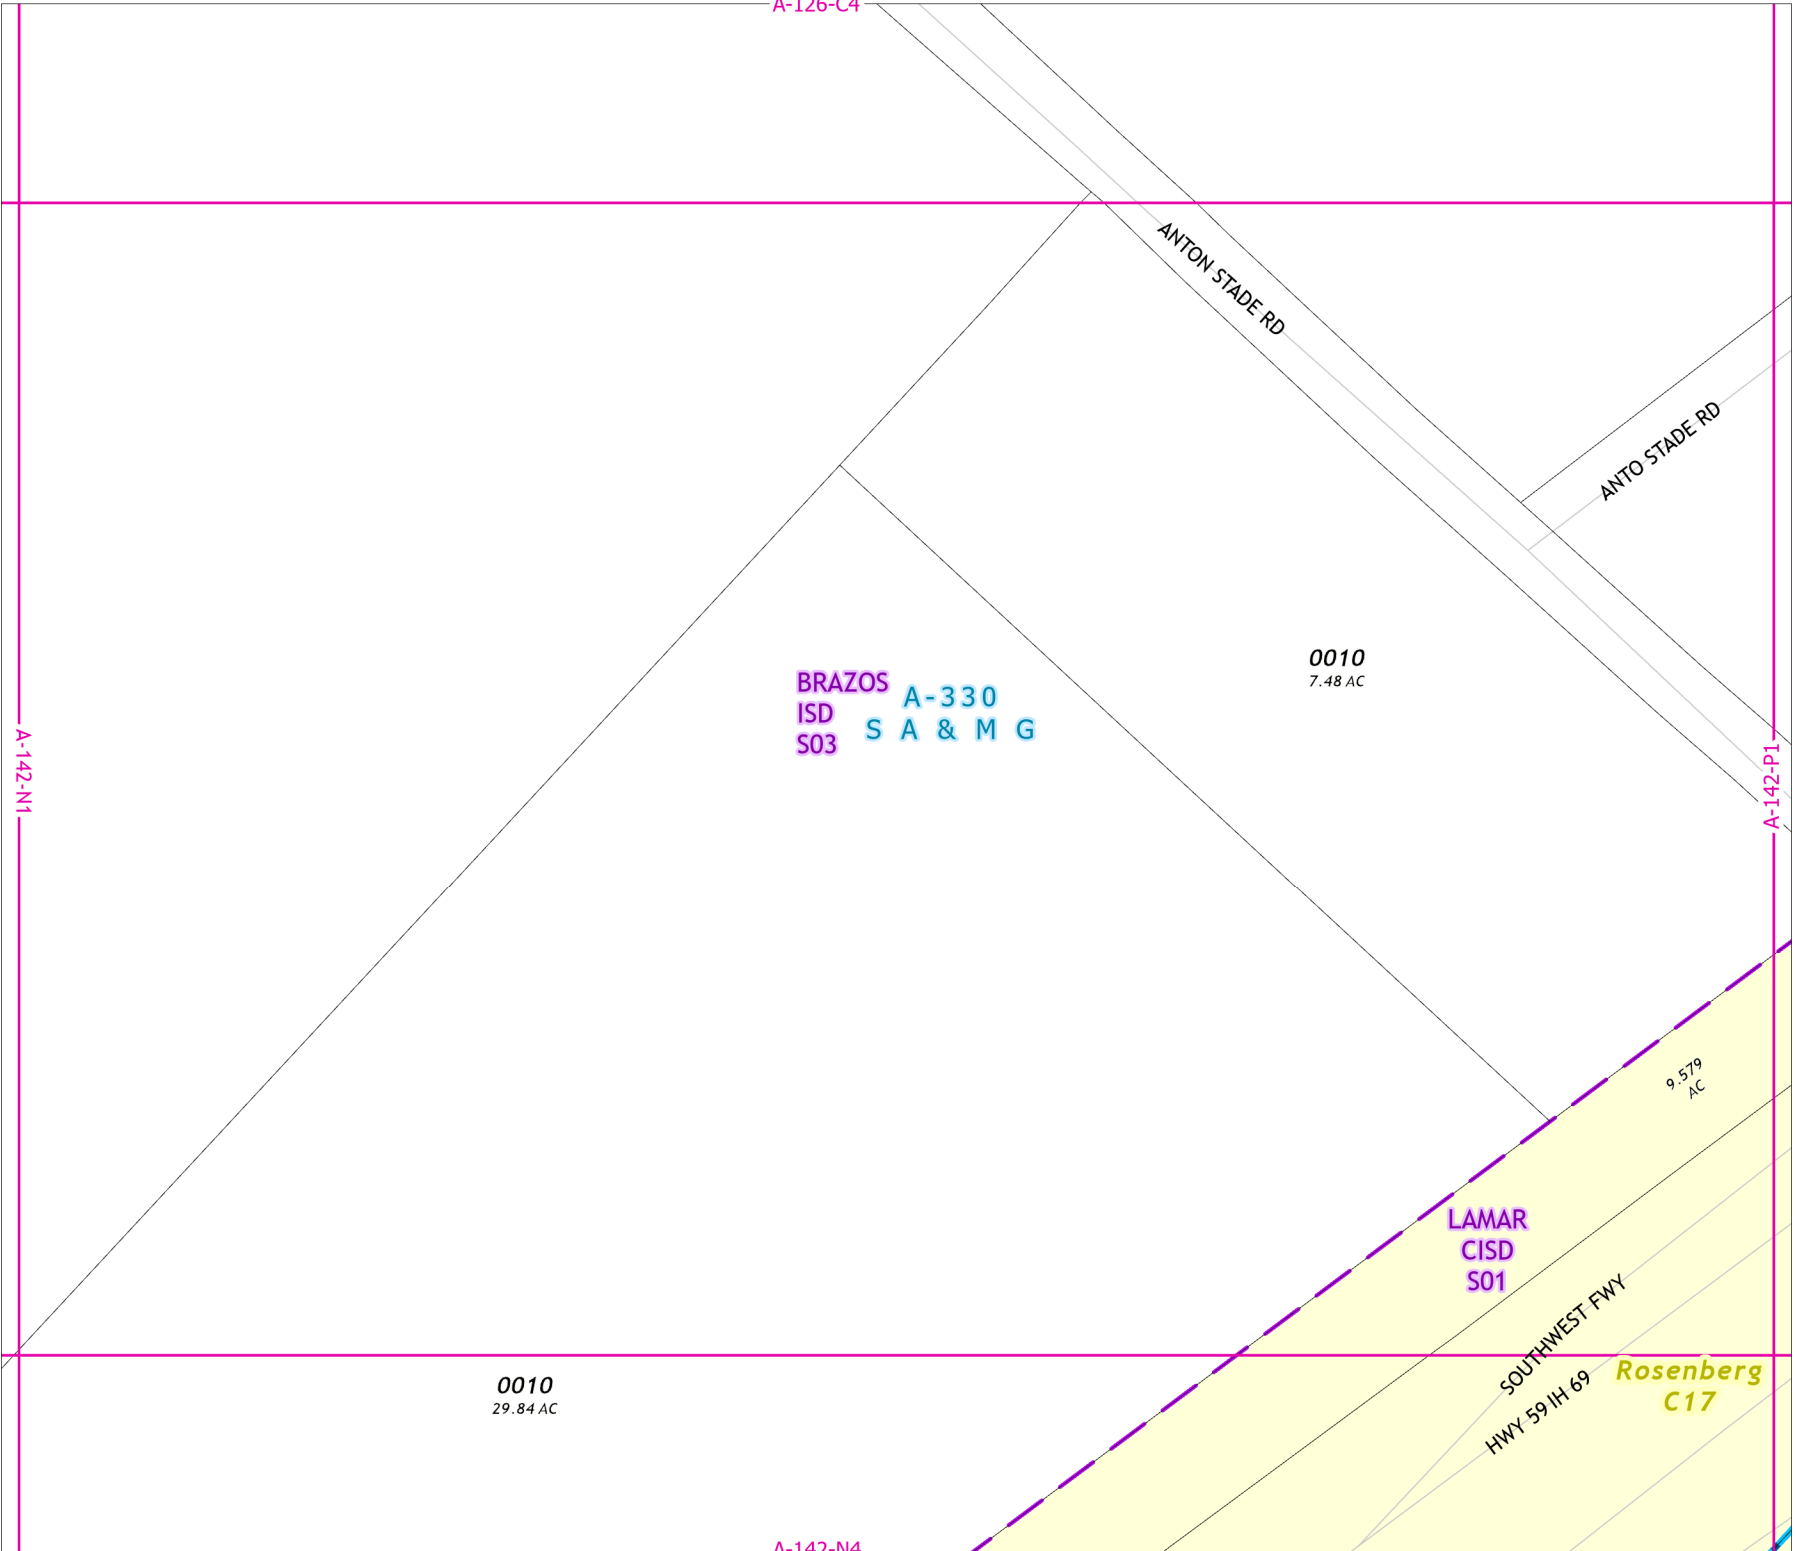 A-126-C4
ANTON STADE RD
ANTO STADE RD
0010
7.48 AC
BRAZOS
ISD
S03
A-330
S A & M G
A-142-N1
A-142-P1
9.579
AC
LAMAR
CISD
S01
SOUTHWEST FWY
HWY 59 IH 69
Rosenberg
C17
0010
29.84 AC
A-142-N4